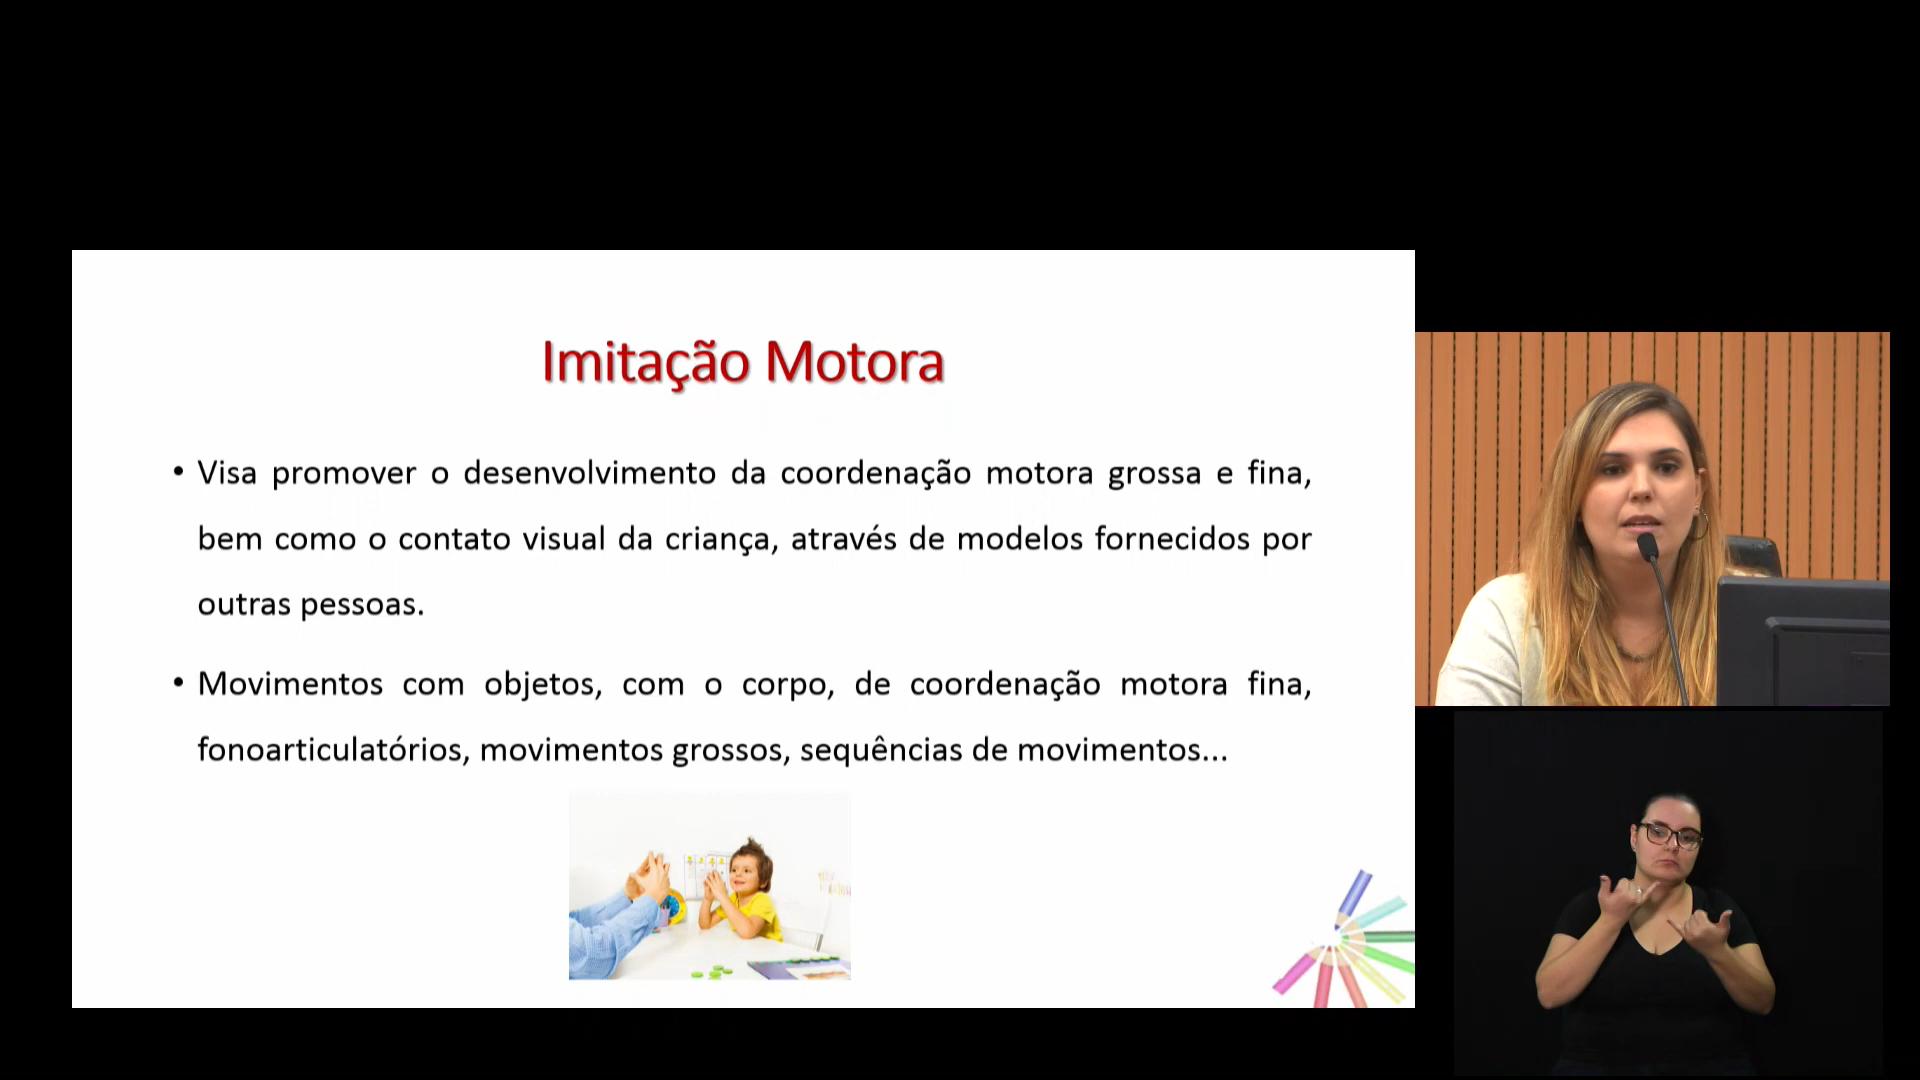 Imitação Motora
• Visa promover o desenvolvimento da coordenação motora grossa e fina,
bem como o contato visual da criança, através de modelos fornecidos por
outras pessoas.
• Movimentos com objetos, com o corpo, de coordenação motora fina,
fonoarticulatórios, movimentos grossos, sequências de movimentos...